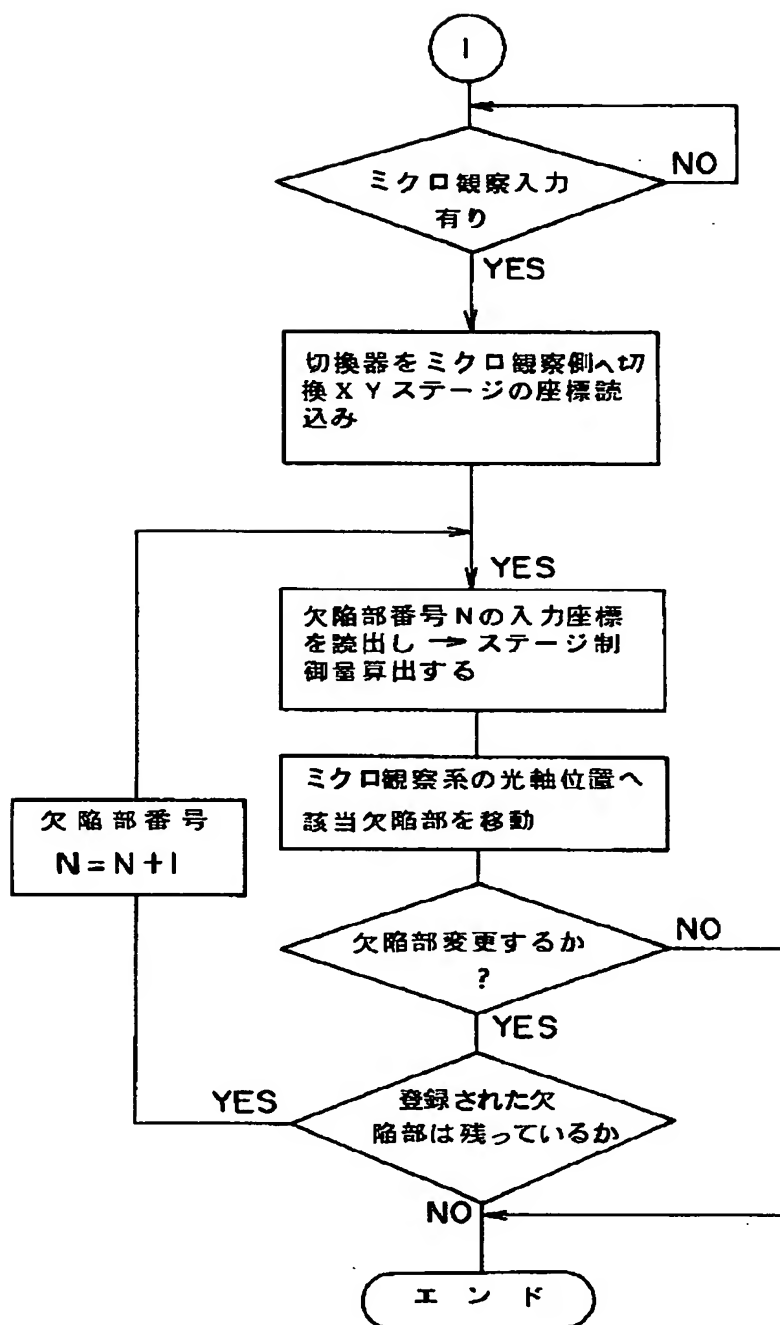 1
ミクロ観察入力
有り
NO
YES
切換器をミクロ観察側へ切
換XYステージの座標読
込み
YES
欠陥部番号Nの入力座標
を読出し → ステージ制
御量算出する
ミクロ観察系の光軸位置へ
該当欠陥部を移動
欠陥部番号
N=N+1
欠陥部変更するか
?
NO
YES
登録された欠
陥部は残っているか
YES
NO
エンド